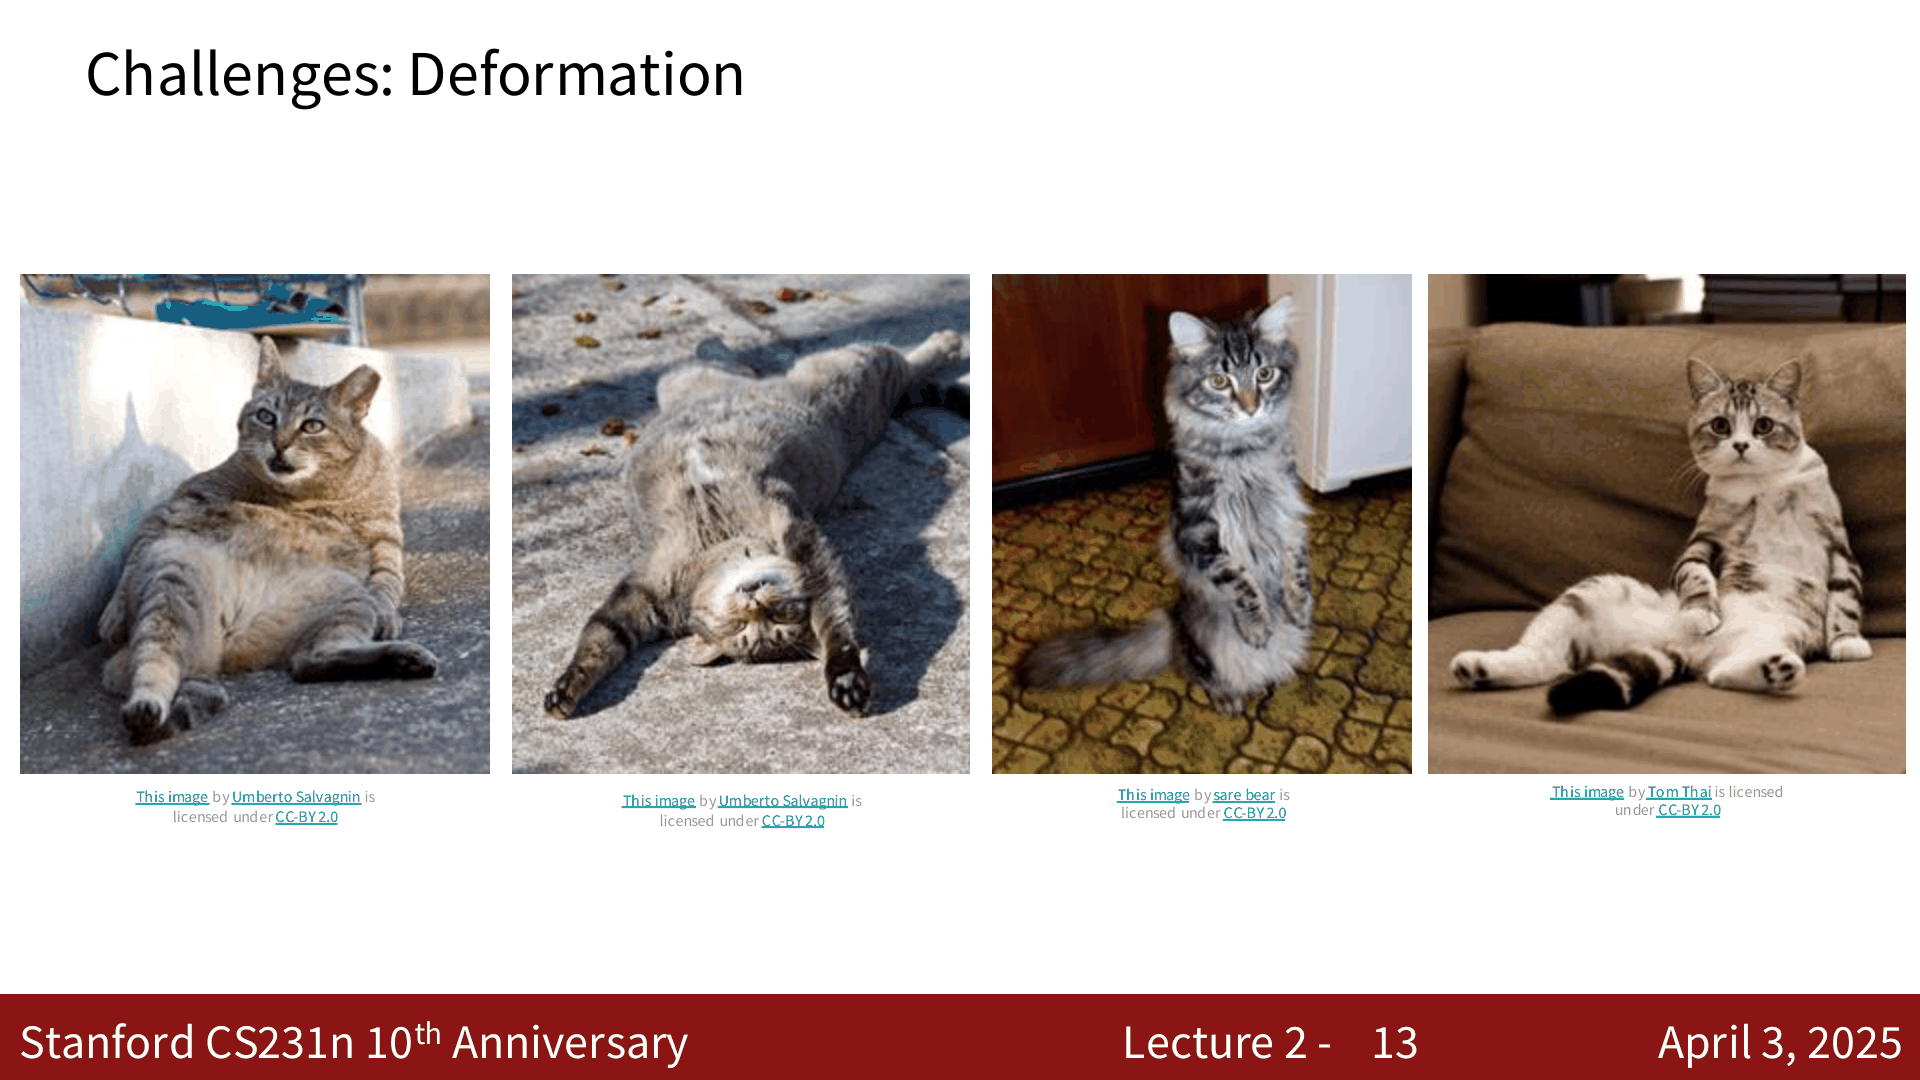 Challenges: Deformation
This image by Umberto Salvagnin is
licensed under CC-BY 2.0
This image by Umberto Salvagnin is
licensed under CC-BY 2.0
This image by sare bear is
licensed under CC-BY 2.0
This image by Tom Thai is licensed
under CC-BY 2.0
Stanford CS231n 10th Anniversary
Lecture 2 - 13
April 3, 2025